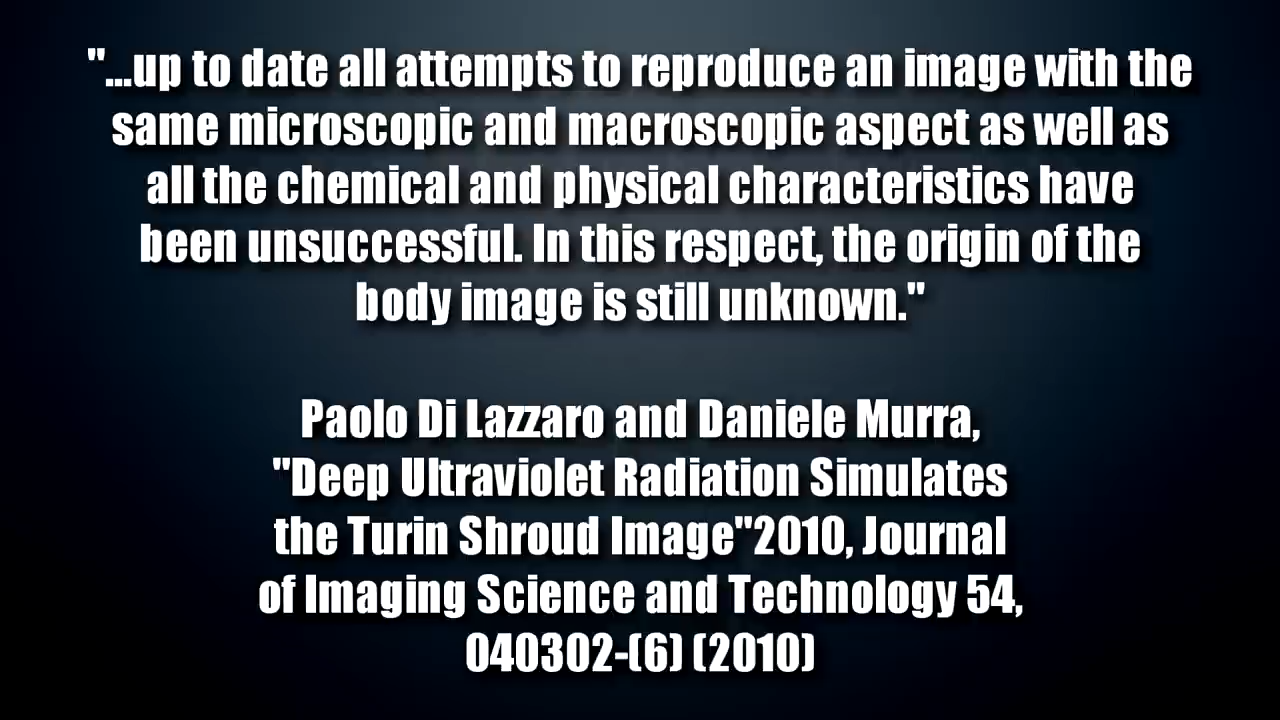 "...up to date all attempts to reproduce an image with the
same microscopic and macroscopic aspect as well as
all the chemical and physical characteristics have
been unsuccessful. In this respect, the origin of the
body image is still unknown."
Paolo Di Lazzaro and Daniele Murra,
"Deep Ultraviolet Radiation Simulates
the Turin Shroud Image"2010, Journal
of Imaging Science and Technology 54,
040302-(6) (2010)